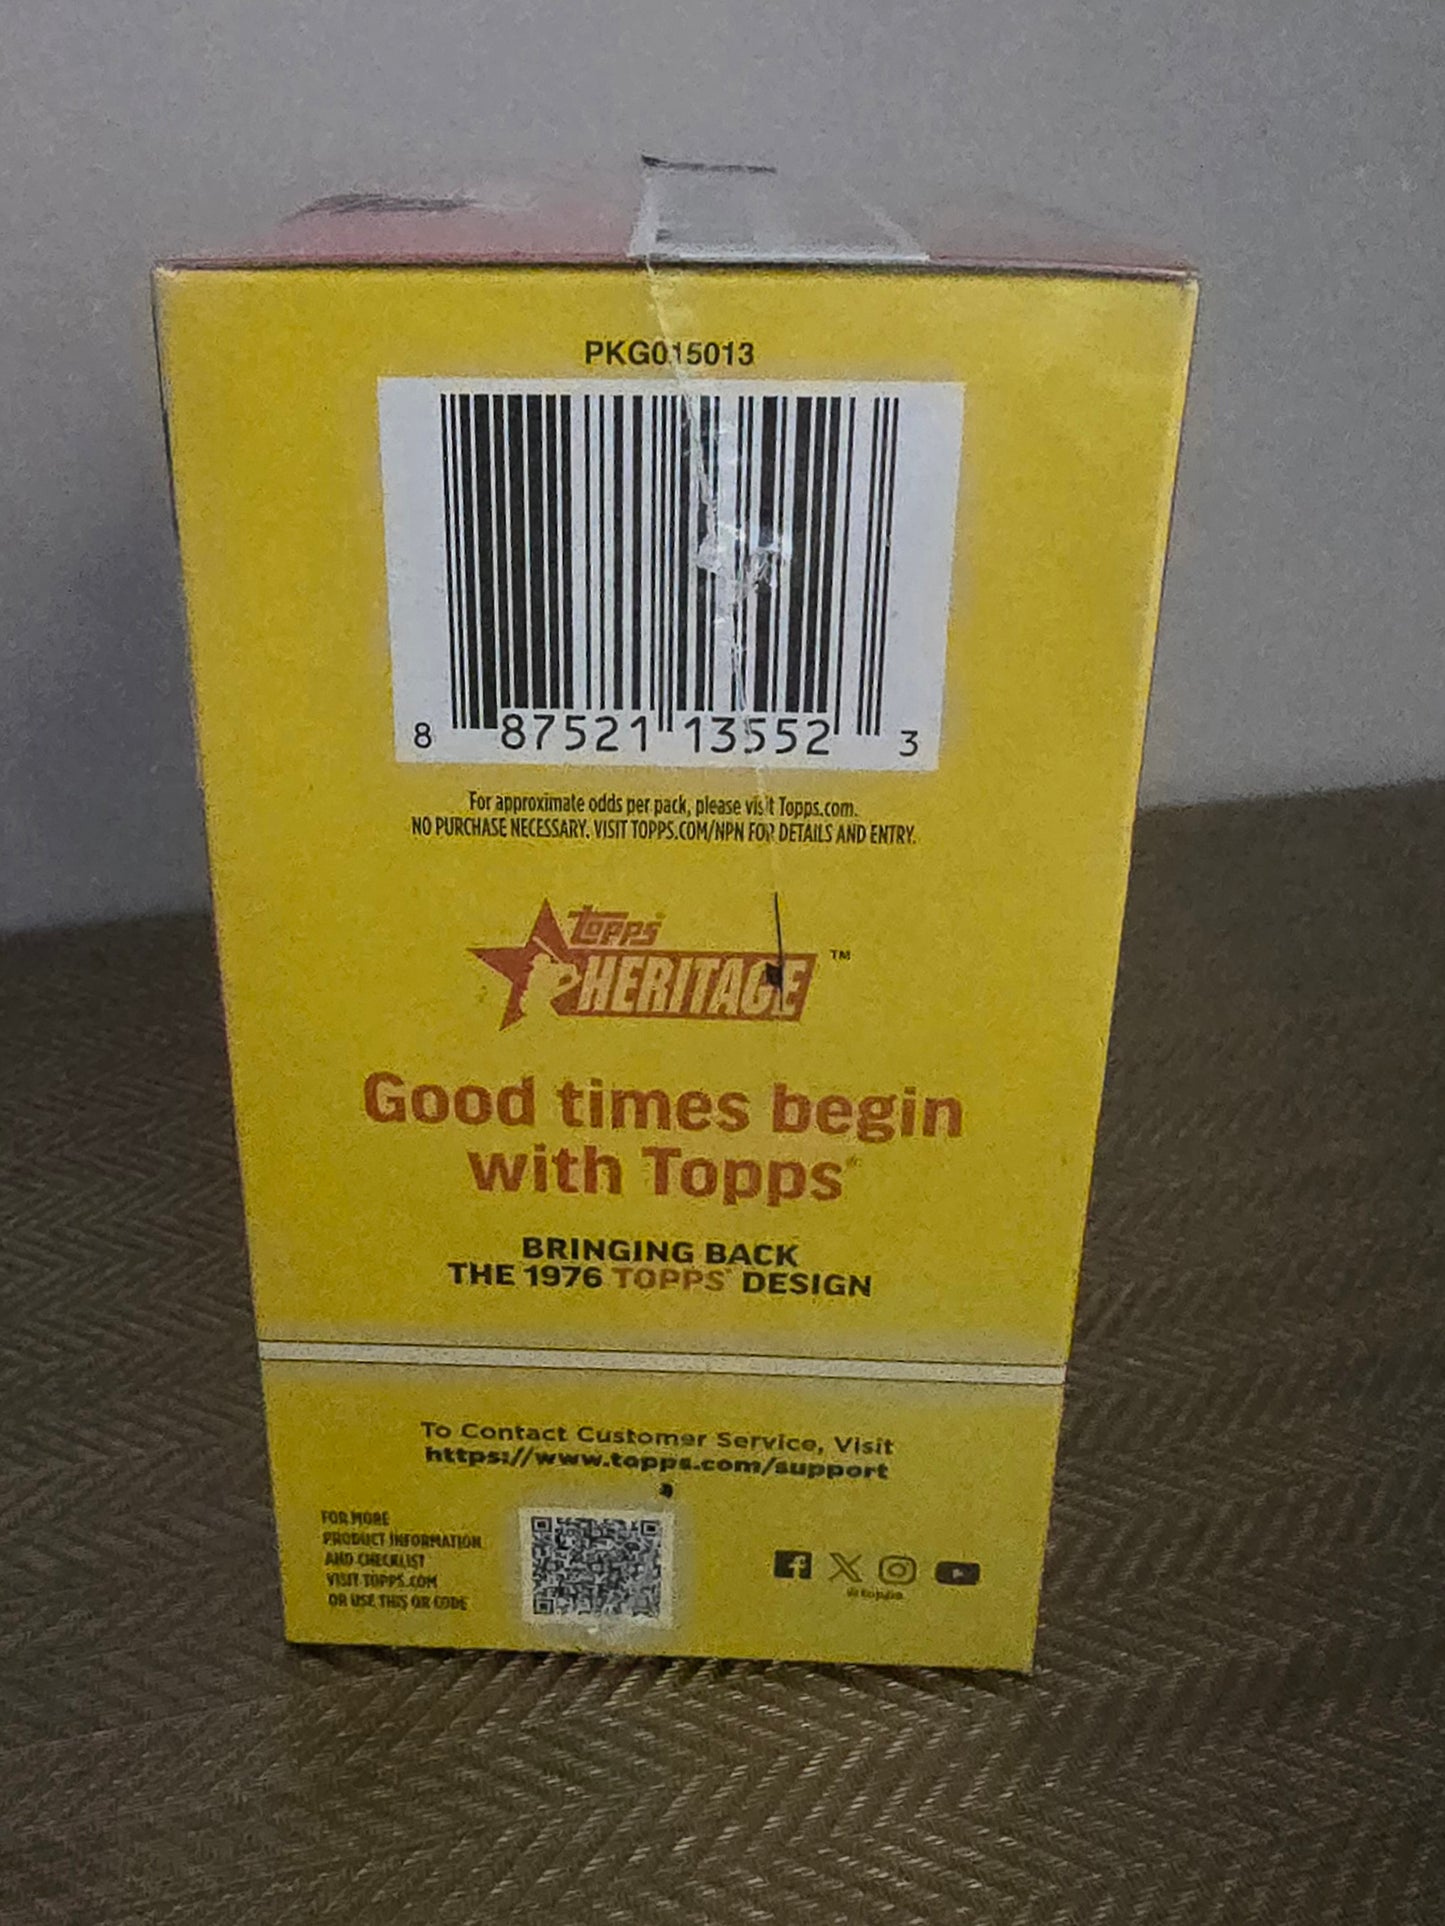 PKG015013
8 87521 13552 3
For approximate odds per pack, please visit Topps.com.
NO PURCHASE NECESSARY. VISIT TOPPS.COM/NPN FOR DETAILS AND ENTRY.
topps
HERITAGE™
Good times begin
with Topps®
BRINGING BACK
THE 1976 TOPPS® DESIGN
To Contact Customer Service, Visit
https://www.topps.com/support
FOR MORE
PRODUCT INFORMATION
AND CHECKLIST
VISIT TOPPS.COM
OR USE THIS QR CODE
@topps